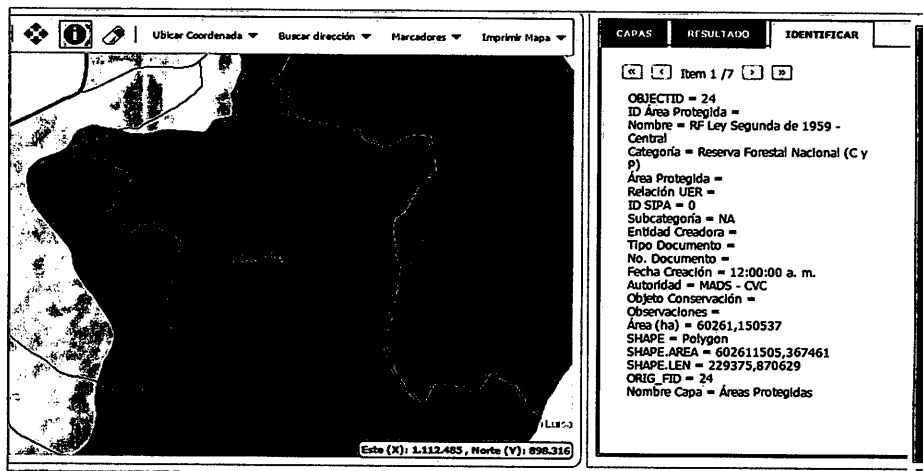 Ubicar Coordenada Buscar dirección Marcadores Imprimir Mapa
Este (X): 1.112.485 , Norte (Y): 898.316
CAPAS RESULTADO IDENTIFICAR
Item 1 /7
OBJECTID = 24
ID Área Protegida =
Nombre = RF Ley Segunda de 1959 -
Central
Categoría = Reserva Forestal Nacional (C y
P)
Área Protegida =
Relación UER =
ID SIPA = 0
Subcategoría = NA
Entidad Creadora =
Tipo Documento =
No. Documento =
Fecha Creación = 12:00:00 a. m.
Autoridad = MADS - CVC
Objeto Conservación =
Observaciones =
Área (ha) = 60261,150537
SHAPE = Polygon
SHAPE.AREA = 602611505,367461
SHAPE.LEN = 229375,870629
ORIG_FID = 24
Nombre Capa = Áreas Protegidas